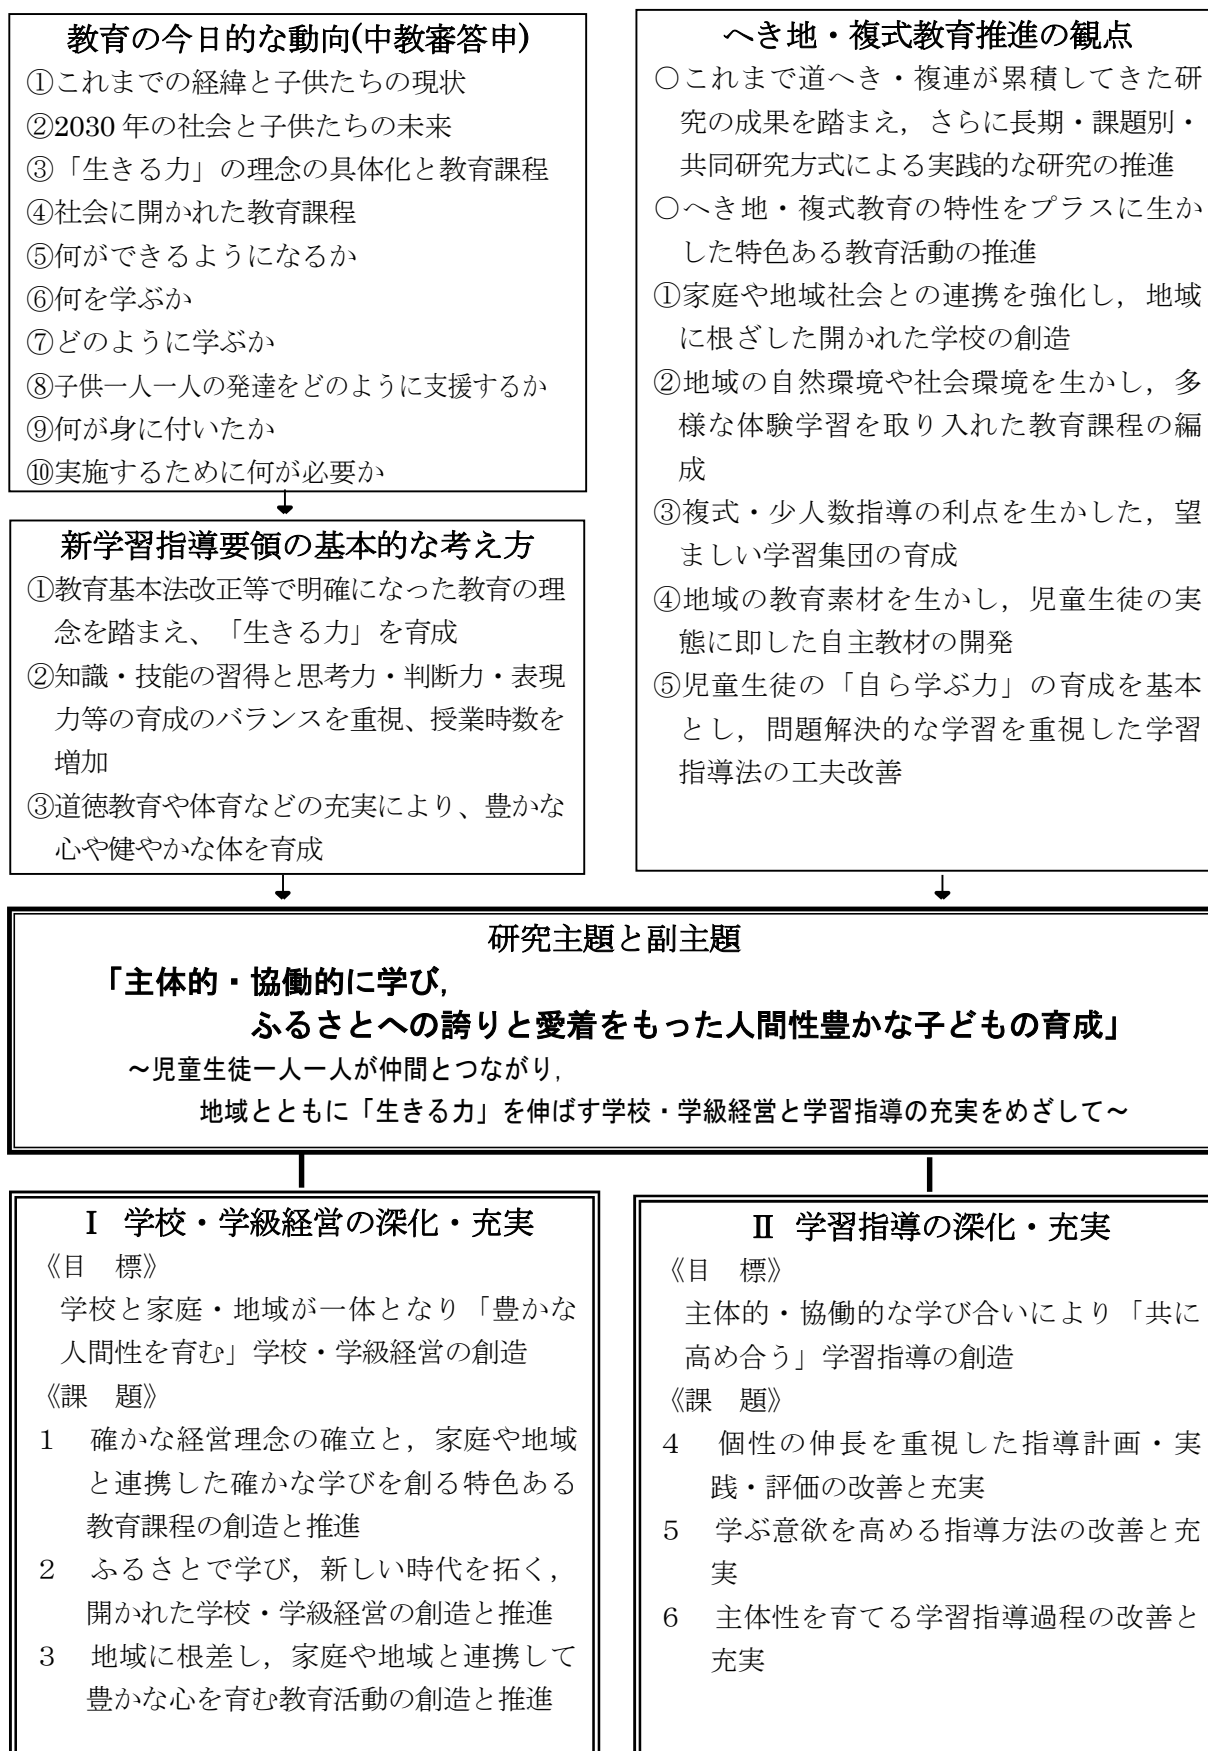 教育の今日的な動向(中教審答申)
①これまでの経緯と子供たちの現状
②2030 年の社会と子供たちの未来
③「生きる力」の理念の具体化と教育課程
④社会に開かれた教育課程
⑤何ができるようになるか
⑥何を学ぶか
⑦どのように学ぶか
⑧子供一人一人の発達をどのように支援するか
⑨何が身に付いたか
⑩実施するために何が必要か
新学習指導要領の基本的な考え方
①教育基本法改正等で明確になった教育の理
念を踏まえ、「生きる力」を育成
②知識・技能の習得と思考力・判断力・表現
力等の育成のバランスを重視、授業時数を
増加
③道徳教育や体育などの充実により、豊かな
心や健やかな体を育成
へき地・複式教育推進の観点
○これまで道へき・複連が累積してきた研
究の成果を踏まえ，さらに長期・課題別・
共同研究方式による実践的な研究の推進
○へき地・複式教育の特性をプラスに生か
した特色ある教育活動の推進
①家庭や地域社会との連携を強化し，地域
に根ざした開かれた学校の創造
②地域の自然環境や社会環境を生かし，多
様な体験学習を取り入れた教育課程の編
成
③複式・少人数指導の利点を生かした，望
ましい学習集団の育成
④地域の教育素材を生かし，児童生徒の実
態に即した自主教材の開発
⑤児童生徒の「自ら学ぶ力」の育成を基本
とし，問題解決的な学習を重視した学習
指導法の工夫改善
研究主題と副主題
「主体的・協働的に学び，
ふるさとへの誇りと愛着をもった人間性豊かな子どもの育成」
～児童生徒一人一人が仲間とつながり，
地域とともに「生きる力」を伸ばす学校・学級経営と学習指導の充実をめざして～
Ⅰ 学校・学級経営の深化・充実
《目　標》
学校と家庭・地域が一体となり「豊かな
人間性を育む」学校・学級経営の創造
《課　題》
1　確かな経営理念の確立と，家庭や地域
と連携した確かな学びを創る特色ある
教育課程の創造と推進
2　ふるさとで学び，新しい時代を拓く，
開かれた学校・学級経営の創造と推進
3　地域に根差し，家庭や地域と連携して
豊かな心を育む教育活動の創造と推進
Ⅱ 学習指導の深化・充実
《目　標》
主体的・協働的な学び合いにより「共に
高め合う」学習指導の創造
《課　題》
4　個性の伸長を重視した指導計画・実
践・評価の改善と充実
5　学ぶ意欲を高める指導方法の改善と充
実
6　主体性を育てる学習指導過程の改善と
充実